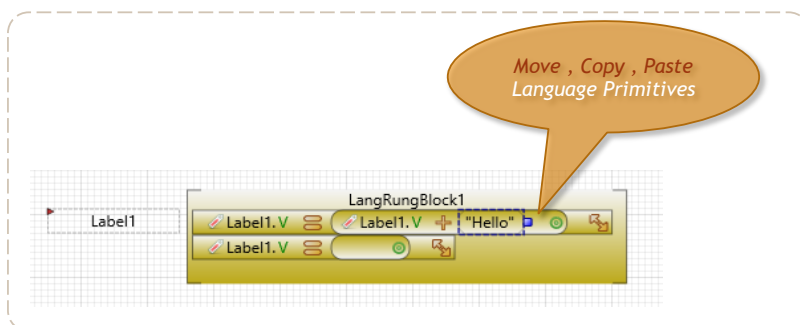 Move , Copy , Paste
Language Primitives
LangRungBlock1
Label1
Label1.V = Label1.V + "Hello"
Label1.V =